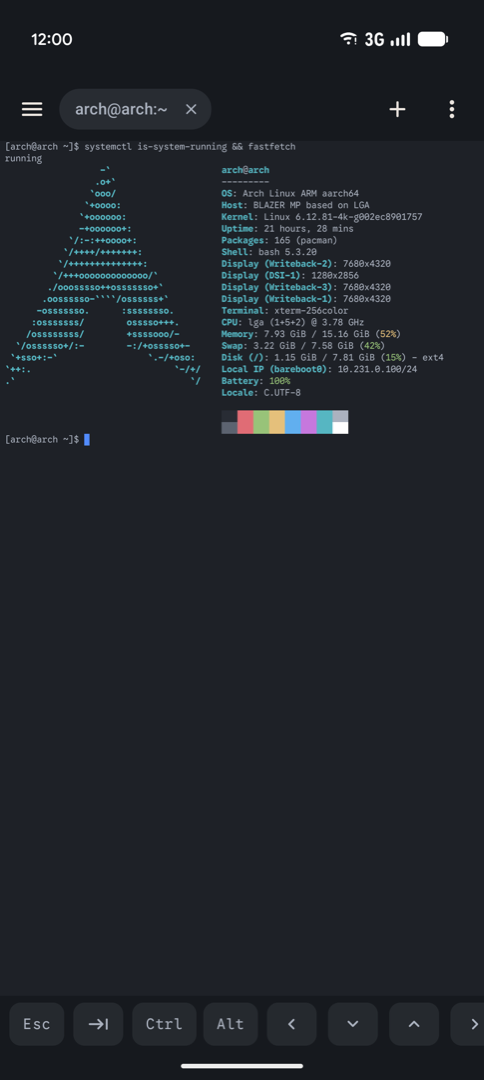 12:00
3G
arch@arch:~
[arch@arch ~]$ systemctl is-system-running && fastfetch
running
arch@arch
---------
OS: Arch Linux ARM aarch64
Host: BLAZER MP based on LGA
Kernel: Linux 6.12.81-4k-g002ec8901757
Uptime: 21 hours, 28 mins
Packages: 165 (pacman)
Shell: bash 5.3.20
Display (Writeback-2): 7680x4320
Display (DSI-1): 1280x2856
Display (Writeback-3): 7680x4320
Display (Writeback-1): 7680x4320
Terminal: xterm-256color
CPU: lga (1+5+2) @ 3.78 GHz
Memory: 7.93 GiB / 15.16 GiB (52%)
Swap: 3.22 GiB / 7.58 GiB (42%)
Disk (/): 1.15 GiB / 7.81 GiB (15%) - ext4
Local IP (bareboot0): 10.231.0.100/24
Battery: 100%
Locale: C.UTF-8
[arch@arch ~]$
Esc
Ctrl
Alt